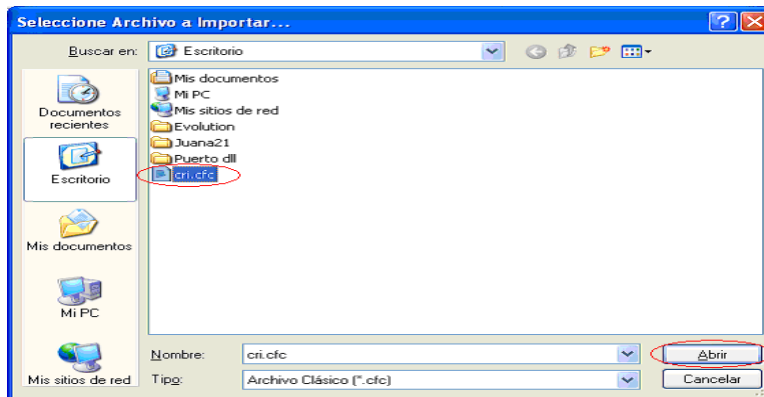 Seleccione Archivo a Importar...
Buscar en:
Escritorio
Documentos
recientes
Escritorio
Mis documentos
Mi PC
Mis sitios de red
Mis documentos
Mi PC
Mis sitios de red
Evolution
Juana21
Puerto dll
cri.cfc
Nombre:
cri.cfc
Abrir
Tipo:
Archivo Clásico (*.cfc)
Cancelar